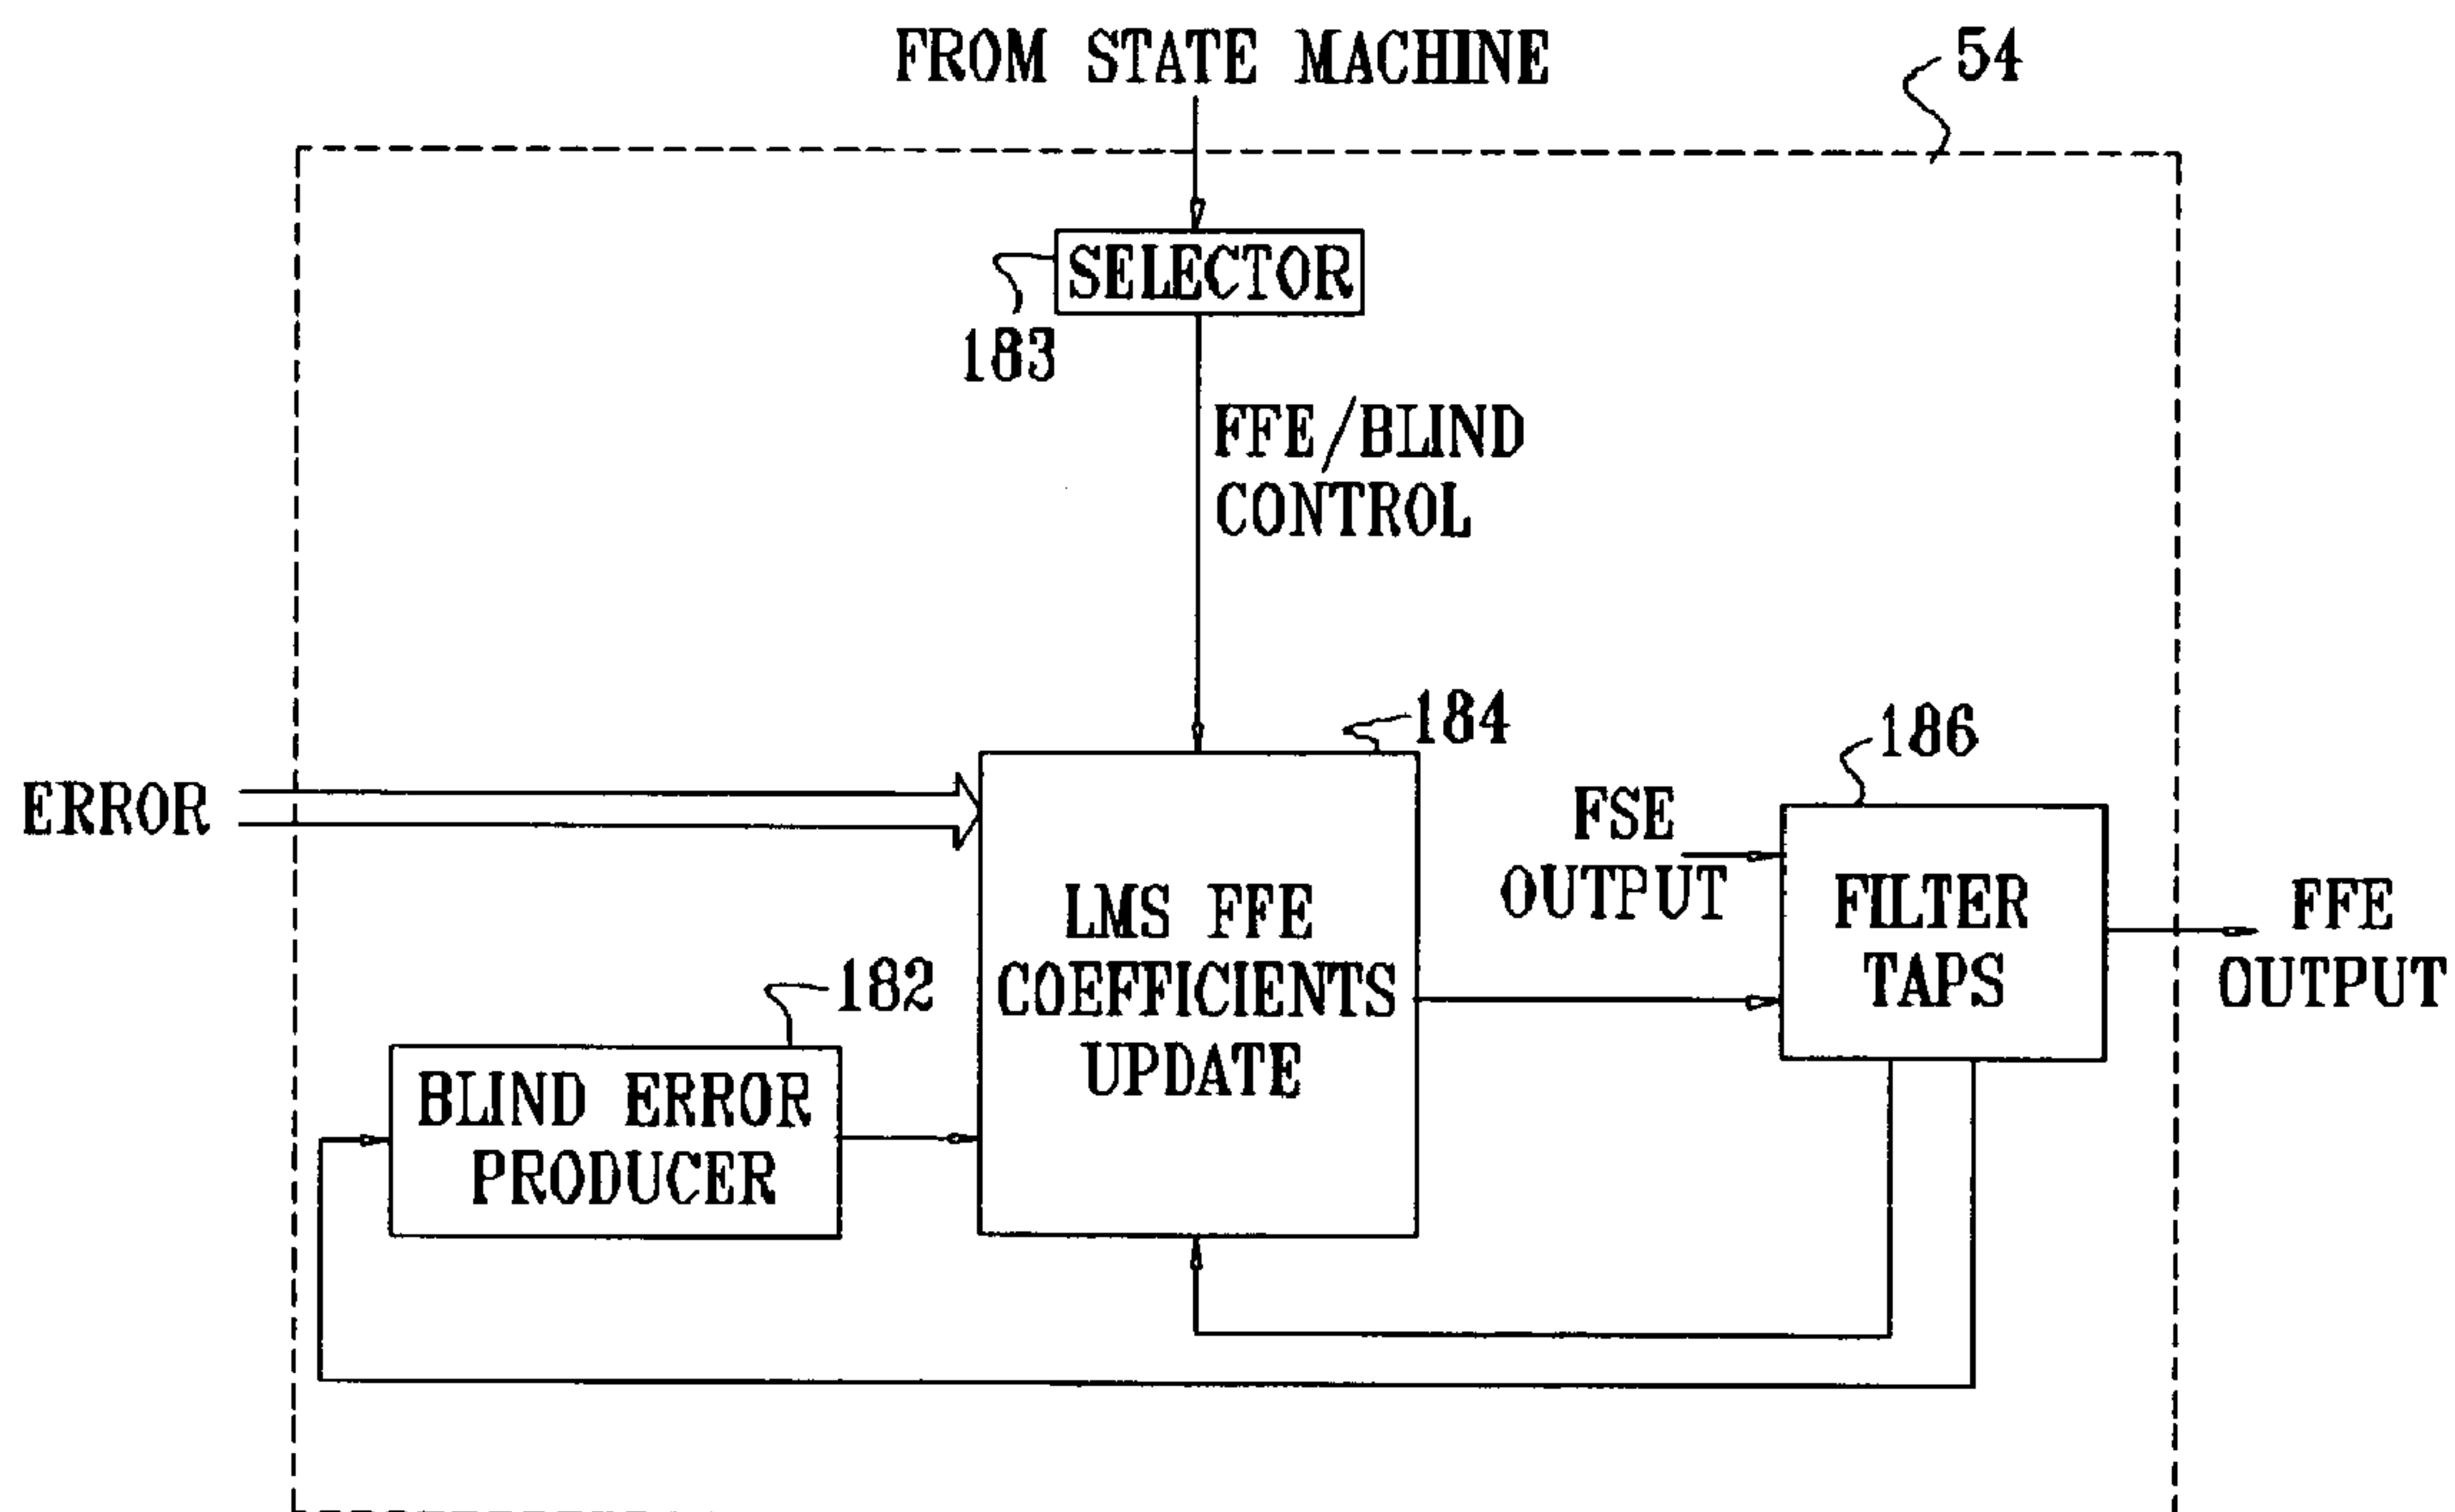 FROM STATE MACHINE
54
SELECTOR
183
FFE/BLIND
CONTROL
184
186
ERROR
FSE
OUTPUT
FILTER
TAPS
FFE
OUTPUT
LMS FFE
COEFFICIENTS
UPDATE
182
BLIND ERROR
PRODUCER